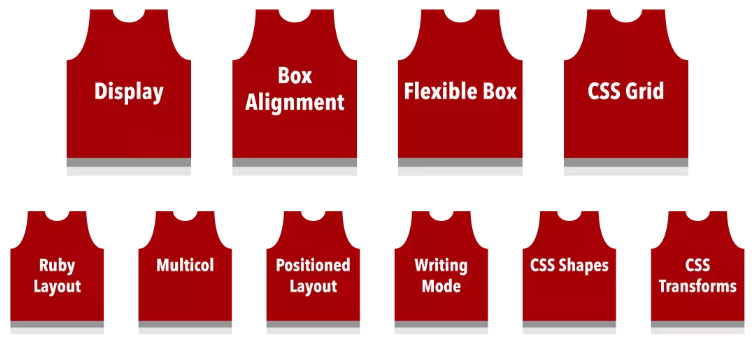 Display
Box
Alignment
Flexible Box
CSS Grid
Ruby
Layout
Multicol
Positioned
Layout
Writing
Mode
CSS Shapes
CSS
Transforms